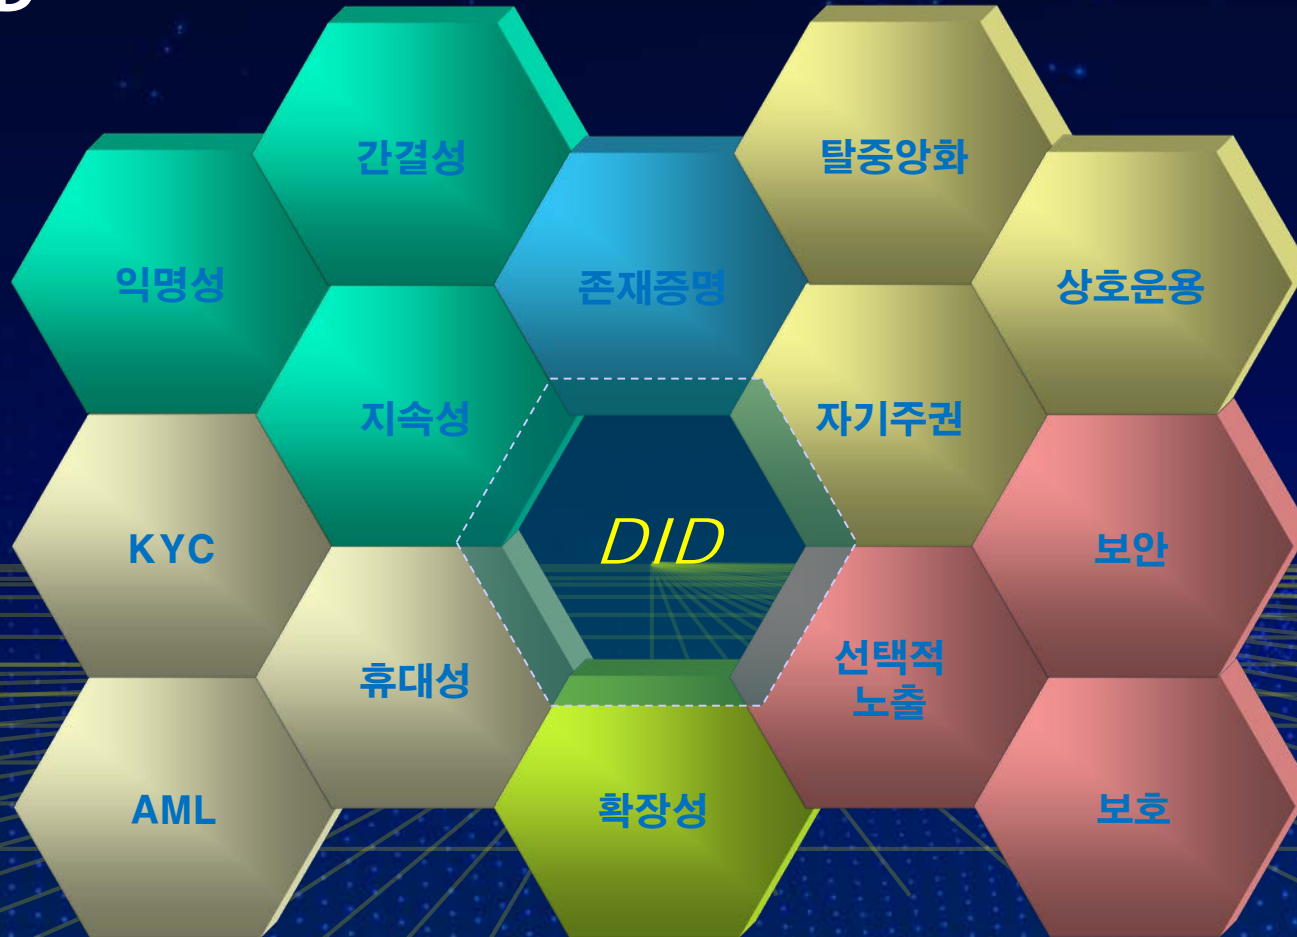 간결성
탈중앙화
익명성
존재증명
상호운용
지속성
자기주권
KYC
DID
보안
휴대성
선택적
노출
AML
확장성
보호